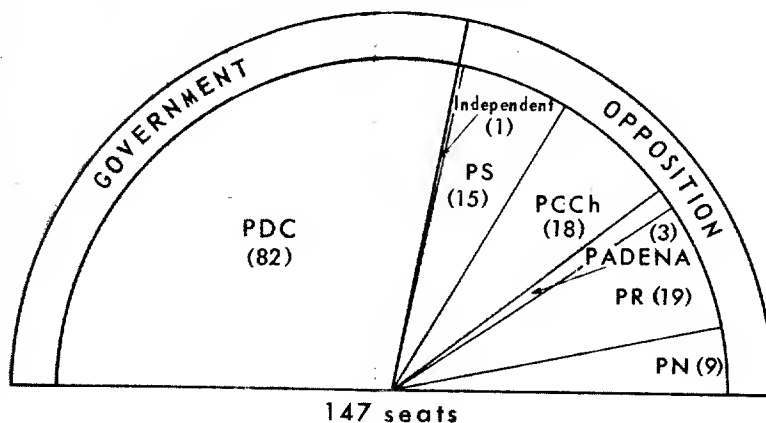 GOVERNMENT
OPPOSITION
Independent
(1)
PS
(15)
PCCh
(18)
(3)
PADENA
PDC
(82)
PR (19)
PN (9)
147 seats